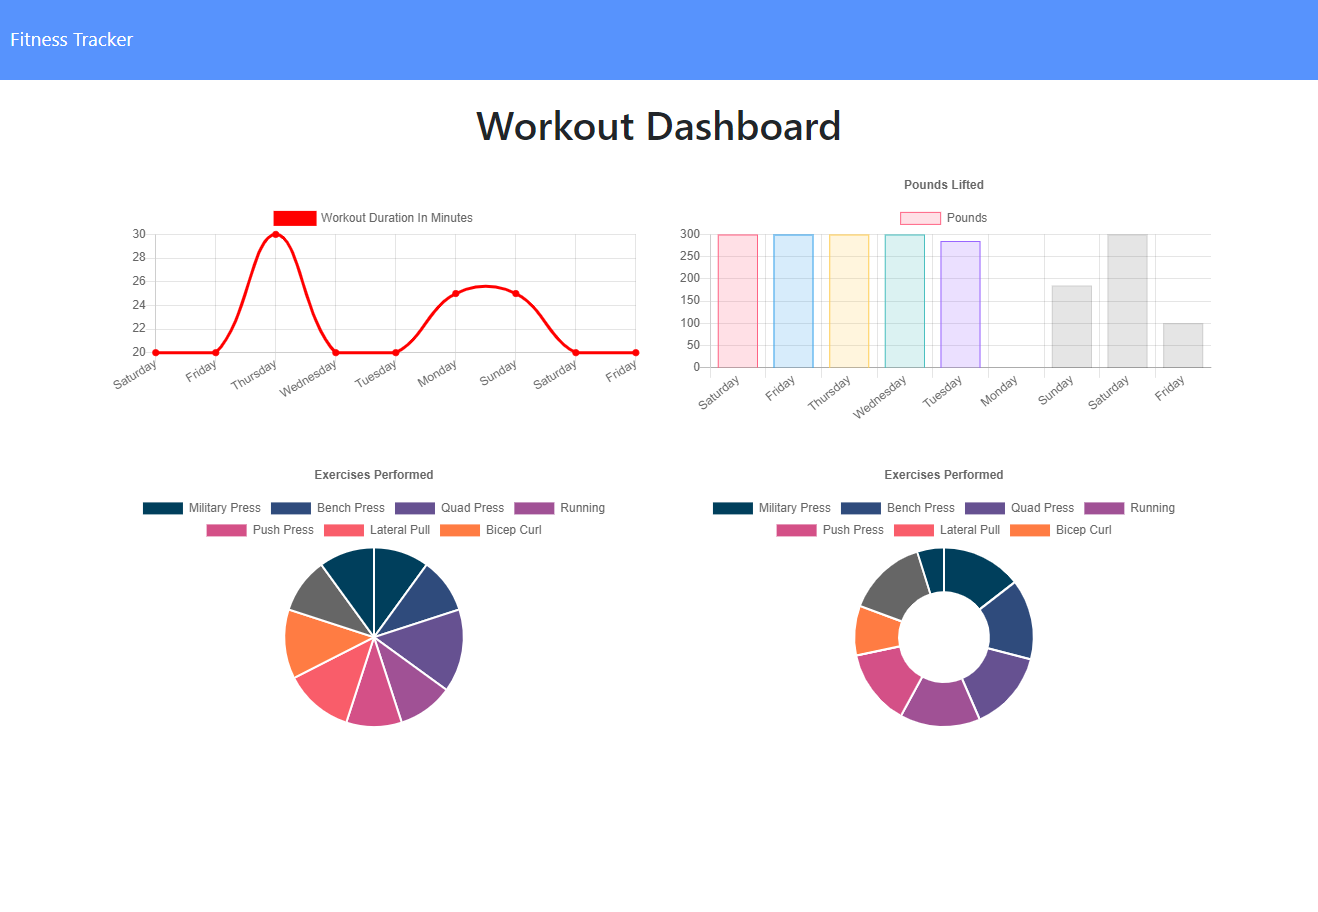 Fitness Tracker
Workout Dashboard
Workout Duration In Minutes
30
28
26
24
22
20
Saturday Friday Thursday Wednesday Tuesday Monday Sunday Saturday Friday
Pounds Lifted
Pounds
300
250
200
150
100
50
0
Saturday Friday Thursday Wednesday Tuesday Monday Sunday Saturday Friday
Exercises Performed
Military Press Bench Press Quad Press Running
Push Press Lateral Pull Bicep Curl
Exercises Performed
Military Press Bench Press Quad Press Running
Push Press Lateral Pull Bicep Curl